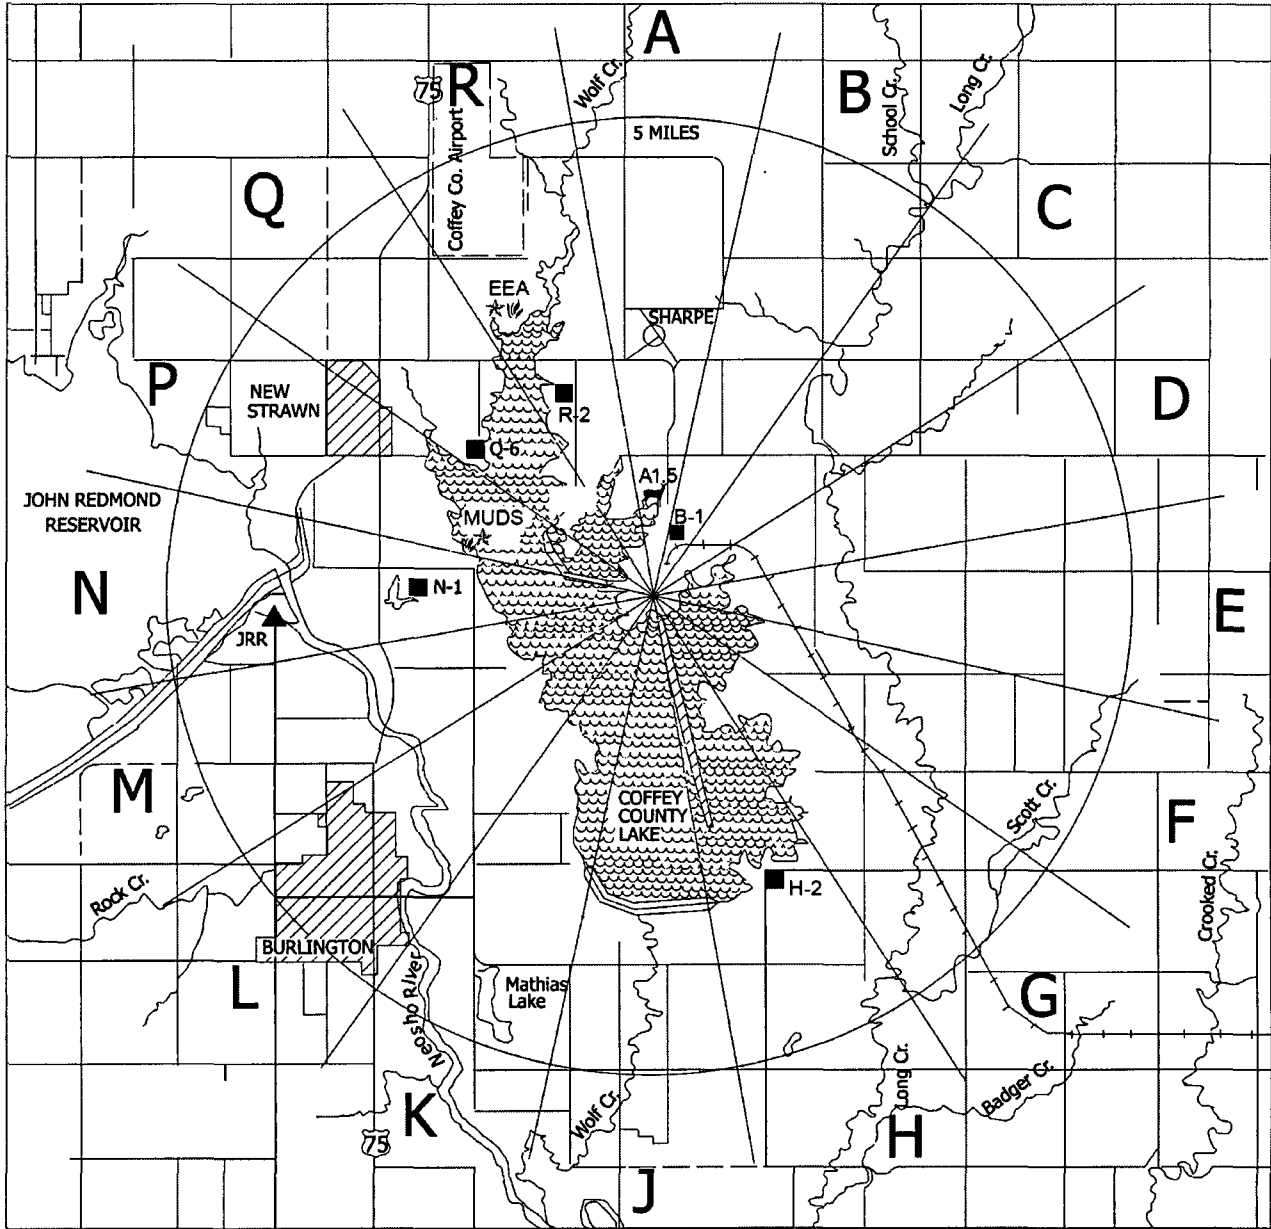 A
R
75
Coffey Co. Airport
Wolf Cr.
B
School Cr.
Long Cr.
5 MILES
Q
C
EEA
SHARPE
P
NEW
STRAWN
R-2
D
Q-6
A1,5
JOHN REDMOND
RESERVOIR
MUDS
B-1
N
N-1
E
JRR
M
COFFEY
COUNTY
LAKE
Scott Cr.
F
Rock Cr.
H-2
Crooked Cr.
BURLINGTON
L
Neosho River
Mathias
Lake
G
Long Cr.
Badger Cr.
K
75
Wolf Cr.
H
J